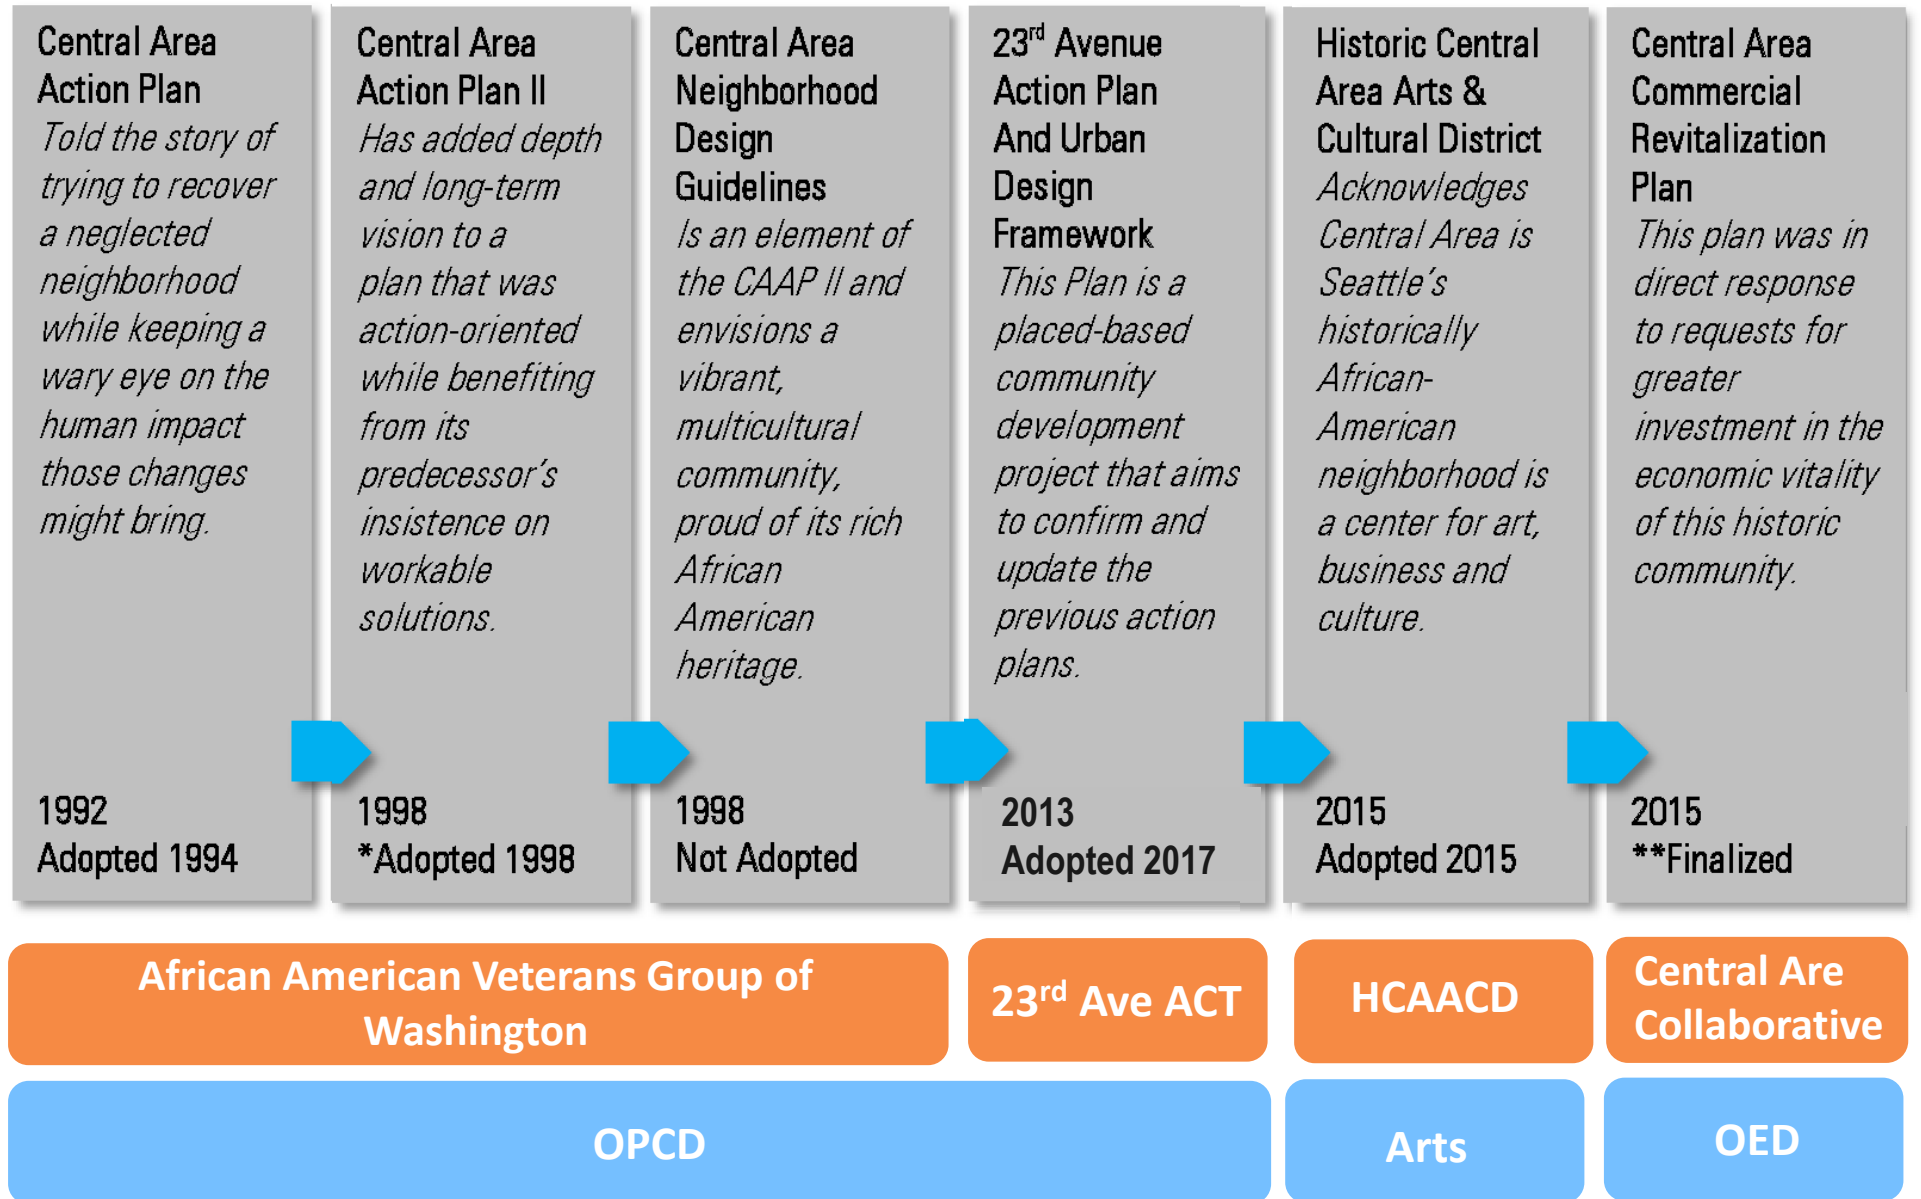 Central Area
Action Plan
Told the story of
trying to recover
a neglected
neighborhood
while keeping a
wary eye on the
human impact
those changes
might bring.
1992
Adopted 1994
Central Area
Action Plan II
Has added depth
and long-term
vision to a
plan that was
action-oriented
while benefiting
from its
predecessor's
insistence on
workable
solutions.
1998
*Adopted 1998
Central Area
Neighborhood
Design
Guidelines
Is an element of
the CAAP II and
envisions a
vibrant,
multicultural
community,
proud of its rich
African
American
heritage.
1998
Not Adopted
23rd Avenue
Action Plan
And Urban
Design
Framework
This Plan is a
placed-based
community
development
project that aims
to confirm and
update the
previous action
plans.
2013
Adopted 2017
Historic Central
Area Arts &
Cultural District
Acknowledges
Central Area is
Seattle's
historically
African-
American
neighborhood is
a center for art,
business and
culture.
2015
Adopted 2015
Central Area
Commercial
Revitalization
Plan
This plan was in
direct response
to requests for
greater
investment in the
economic vitality
of this historic
community.
2015
**Finalized
African American Veterans Group of
Washington
23rd Ave ACT
HCAACD
Central Are
Collaborative
OPCD
Arts
OED